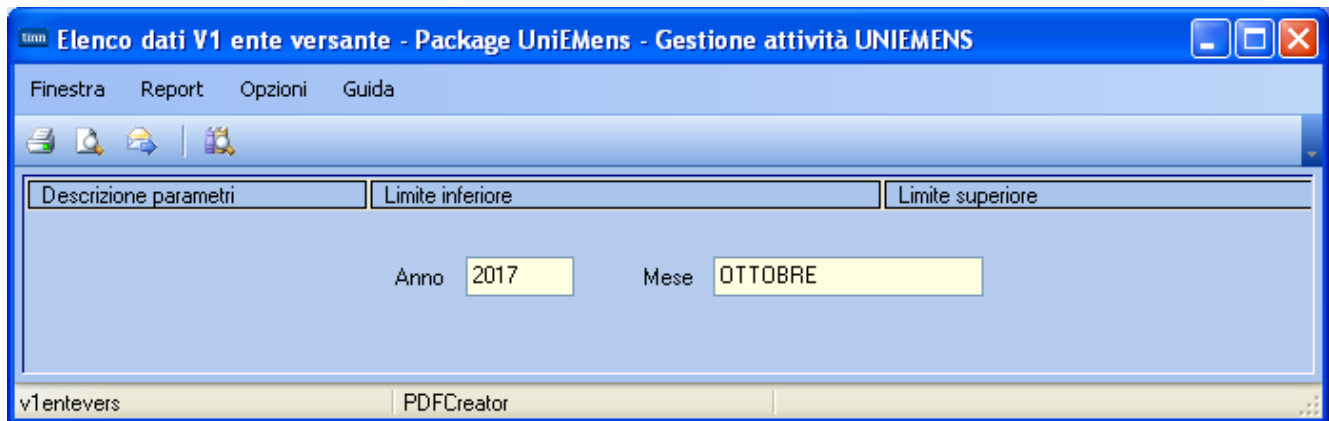 tinn Elenco dati V1 ente versante - Package UniEMens - Gestione attività UNIEMENS
Finestra Report Opzioni Guida
Descrizione parametri Limite inferiore Limite superiore
Anno 2017 Mese OTTOBRE
v1entevers PDFCreator